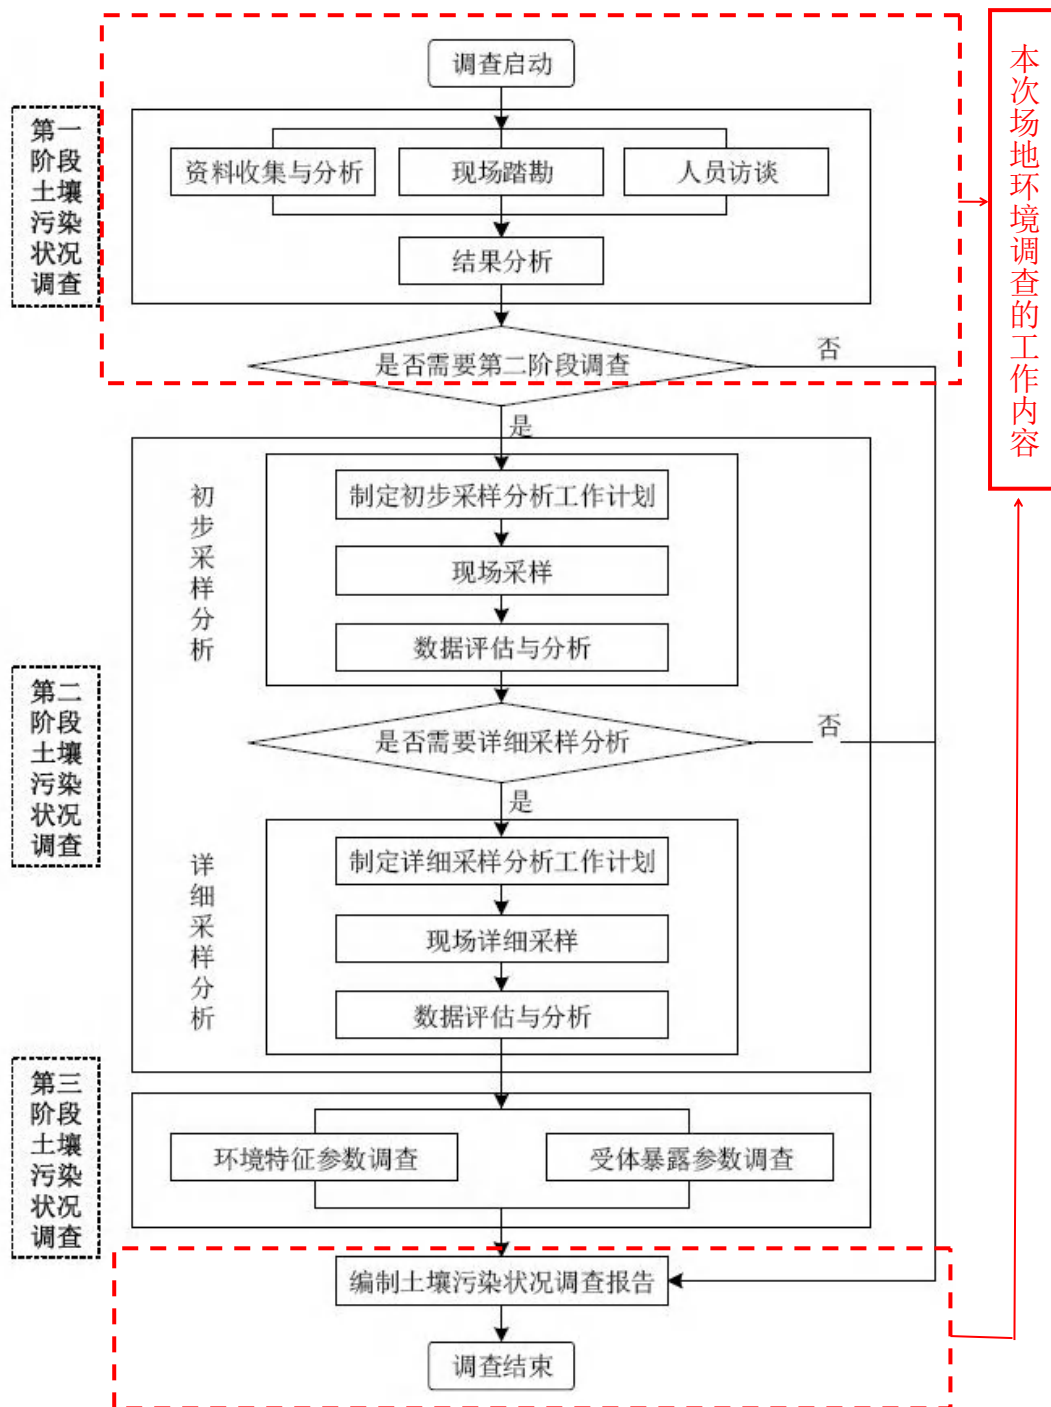 调查启动
第一
阶段
土壤
污染
状况
调查
资料收集与分析
现场踏勘
人员访谈
结果分析
是否需要第二阶段调查
否
是
本次场地环境调查的工作内容
初步采样分析
制定初步采样分析工作计划
现场采样
数据评估与分析
第二
阶段
土壤
污染
状况
调查
是否需要详细采样分析
否
是
详细采样分析
制定详细采样分析工作计划
现场详细采样
数据评估与分析
第三
阶段
土壤
污染
状况
调查
环境特征参数调查
受体暴露参数调查
编制土壤污染状况调查报告
调查结束